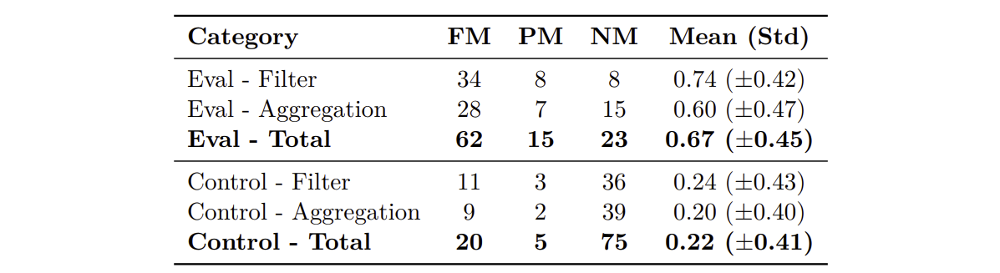 Category FM PM NM Mean (Std)
Eval - Filter 34 8 8 0.74 (±0.42)
Eval - Aggregation 28 7 15 0.60 (±0.47)
Eval - Total 62 15 23 0.67 (±0.45)
Control - Filter 11 3 36 0.24 (±0.43)
Control - Aggregation 9 2 39 0.20 (±0.40)
Control - Total 20 5 75 0.22 (±0.41)